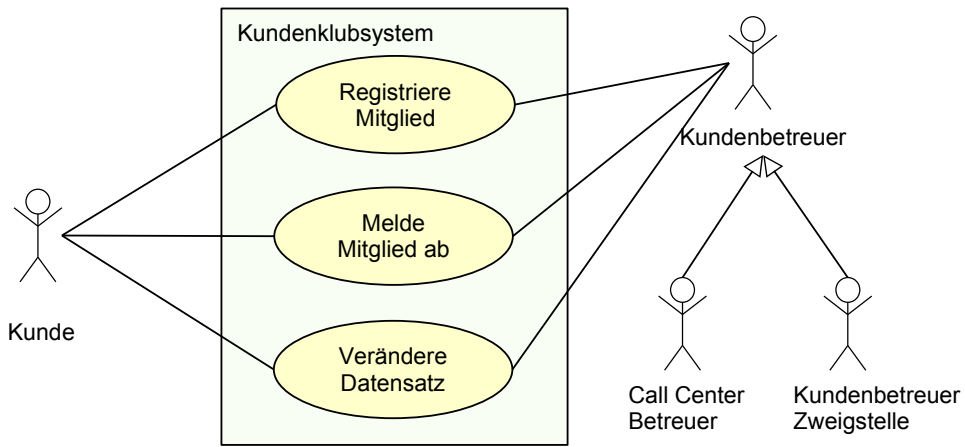 Kundenklubsystem
Registriere
Mitglied
Kundenbetreuer
Melde
Mitglied ab
Kunde
Verändere
Datensatz
Call Center
Betreuer
Kundenbetreuer
Zweigstelle